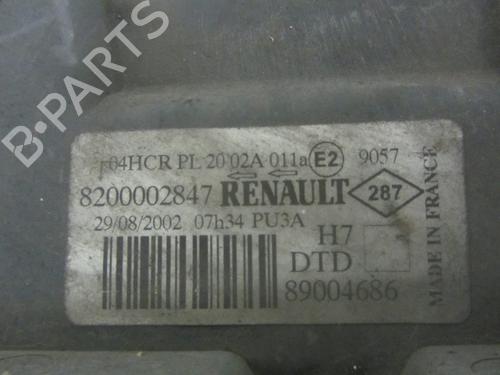 B-PARTS
04HCR PL 20 02A 011a E2 9057
8200002847 RENAULT 287
29/08/2002 07h34 PU3A
H7
DTD
89004686
MADE IN FRANCE